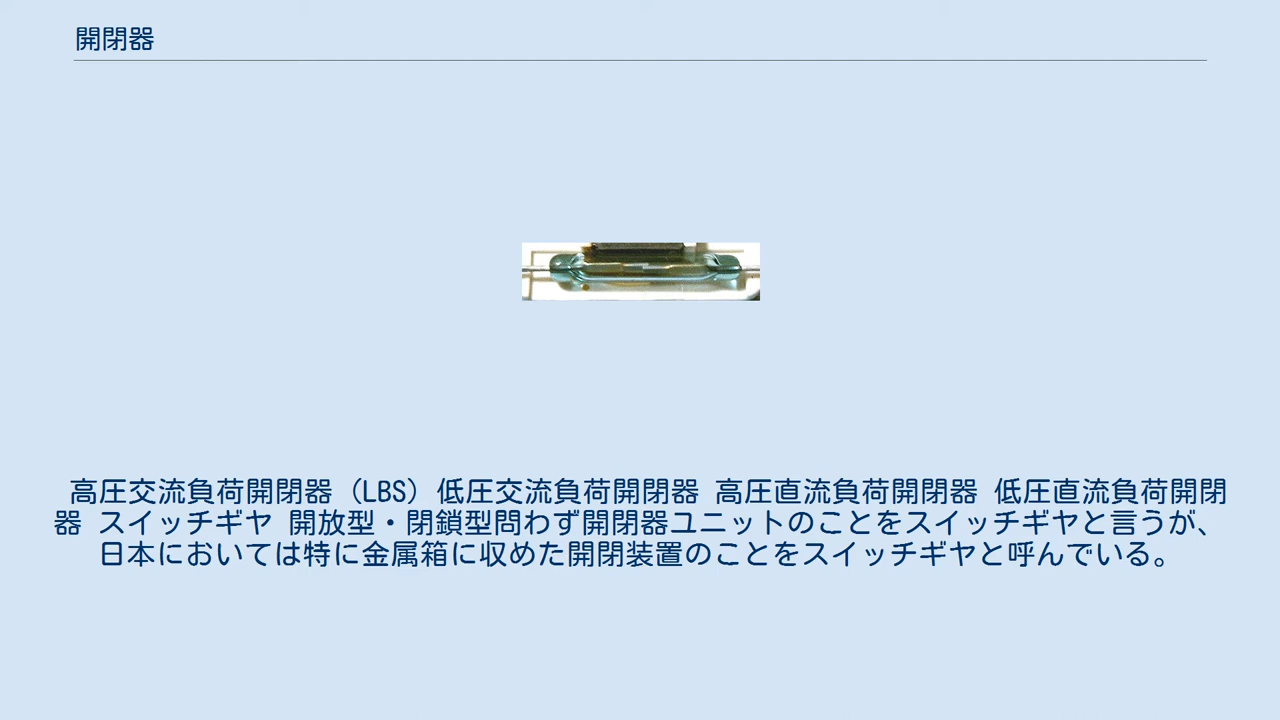 開閉器
高圧交流負荷開閉器（LBS）低圧交流負荷開閉器 高圧直流負荷開閉器 低圧直流負荷開閉
器 スイッチギヤ 開放型・閉鎖型問わず開閉器ユニットのことをスイッチギヤと言うが、
日本においては特に金属箱に収めた開閉装置のことをスイッチギヤと呼んでいる。